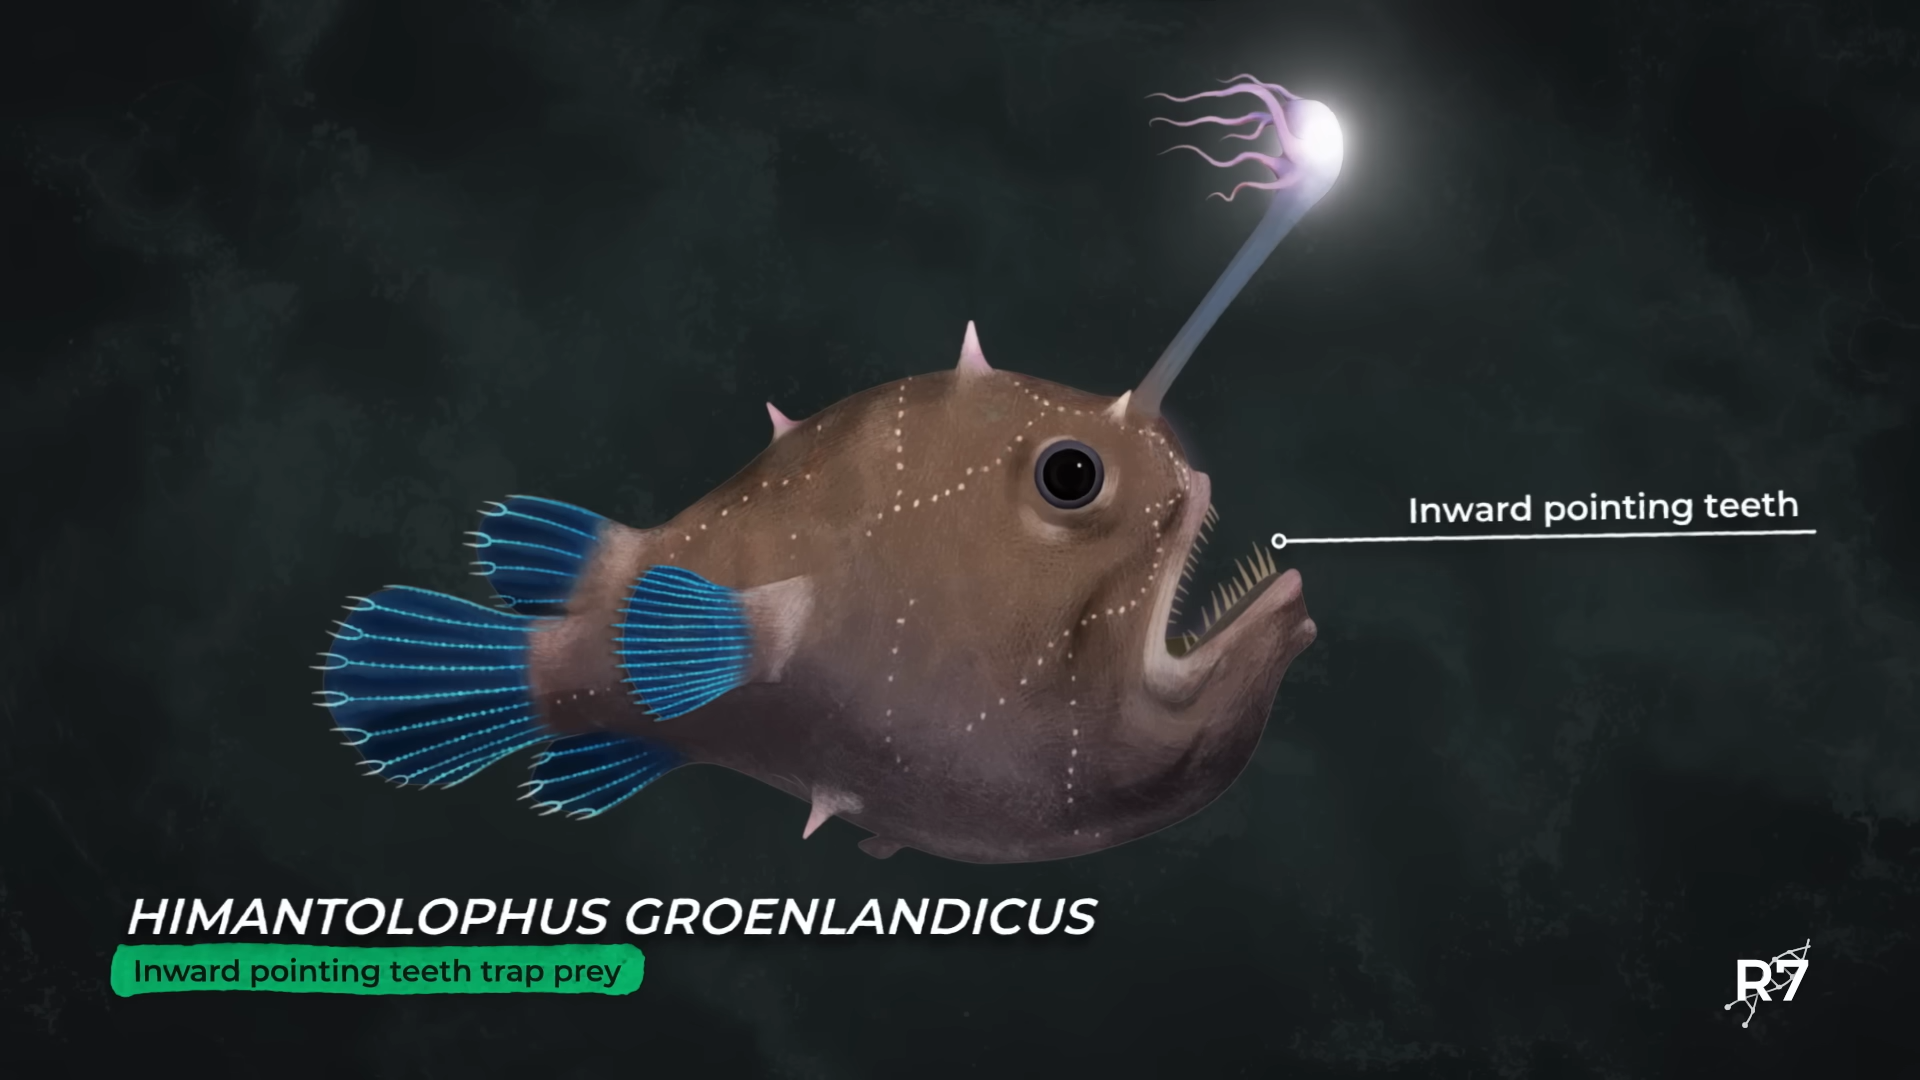 Inward pointing teeth
HIMANTOLOPHUS GROENLANDICUS
Inward pointing teeth trap prey
R7